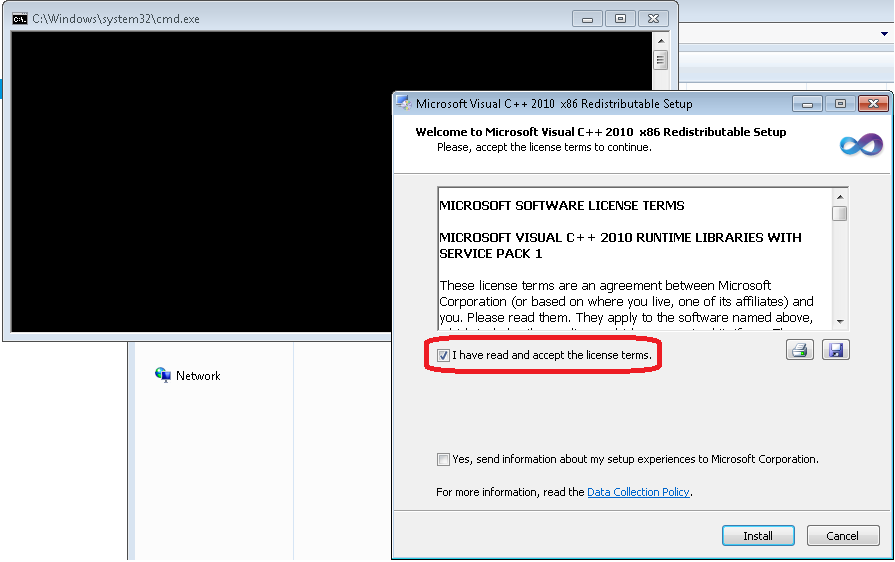 C:\Windows\system32\cmd.exe
Microsoft Visual C++ 2010  x86 Redistributable Setup
Welcome to Microsoft Visual C++ 2010  x86 Redistributable Setup
Please, accept the license terms to continue.
MICROSOFT SOFTWARE LICENSE TERMS
MICROSOFT VISUAL C++ 2010 RUNTIME LIBRARIES WITH
SERVICE PACK 1
These license terms are an agreement between Microsoft
Corporation (or based on where you live, one of its affiliates) and
you. Please read them. They apply to the software named above,
I have read and accept the license terms.
Network
Yes, send information about my setup experiences to Microsoft Corporation.
For more information, read the Data Collection Policy.
Install
Cancel